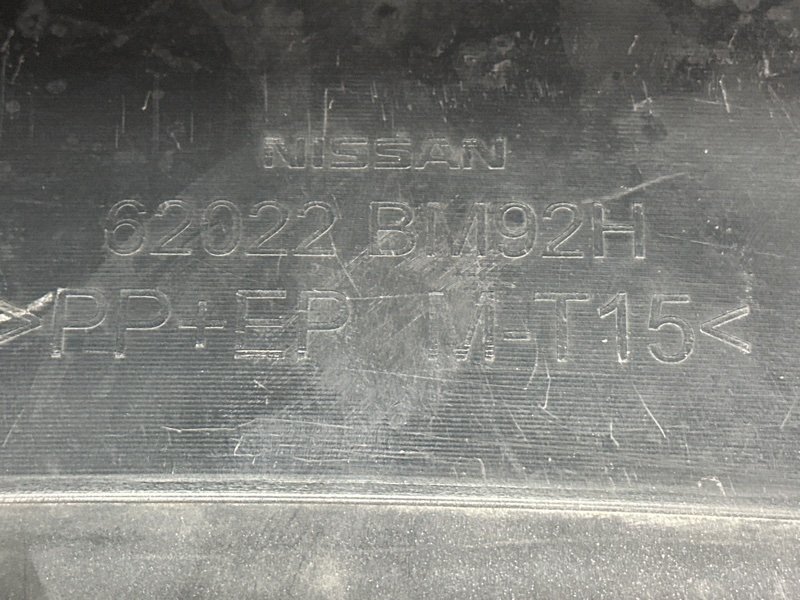 NISSAN
62022 BM92H
>PP+EP M-T15<